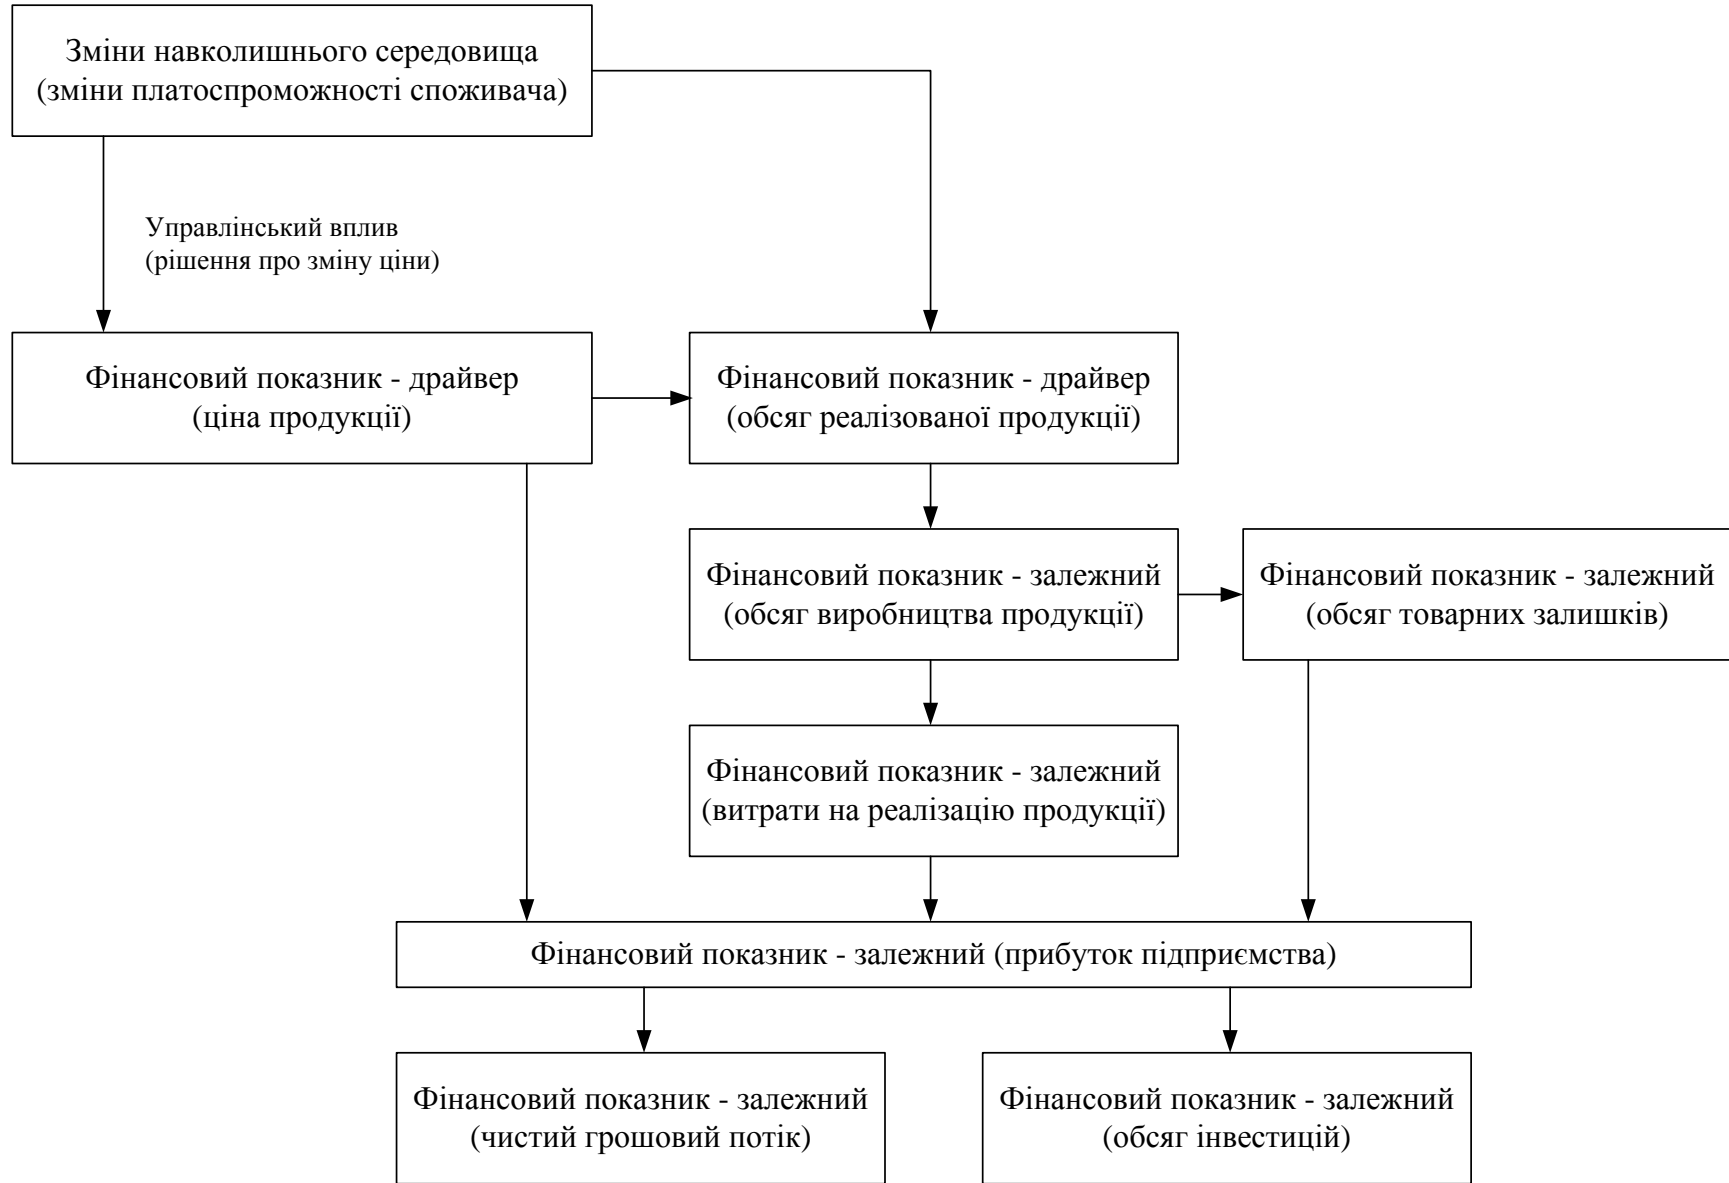 Зміни навколишнього середовища
(зміни платоспроможності споживача)
Управлінський вплив
(рішення про зміну ціни)
Фінансовий показник - драйвер
(ціна продукції)
Фінансовий показник - драйвер
(обсяг реалізованої продукції)
Фінансовий показник - залежний
(обсяг виробництва продукції)
Фінансовий показник - залежний
(обсяг товарних залишків)
Фінансовий показник - залежний
(витрати на реалізацію продукції)
Фінансовий показник - залежний (прибуток підприємства)
Фінансовий показник - залежний
(чистий грошовий потік)
Фінансовий показник - залежний
(обсяг інвестицій)